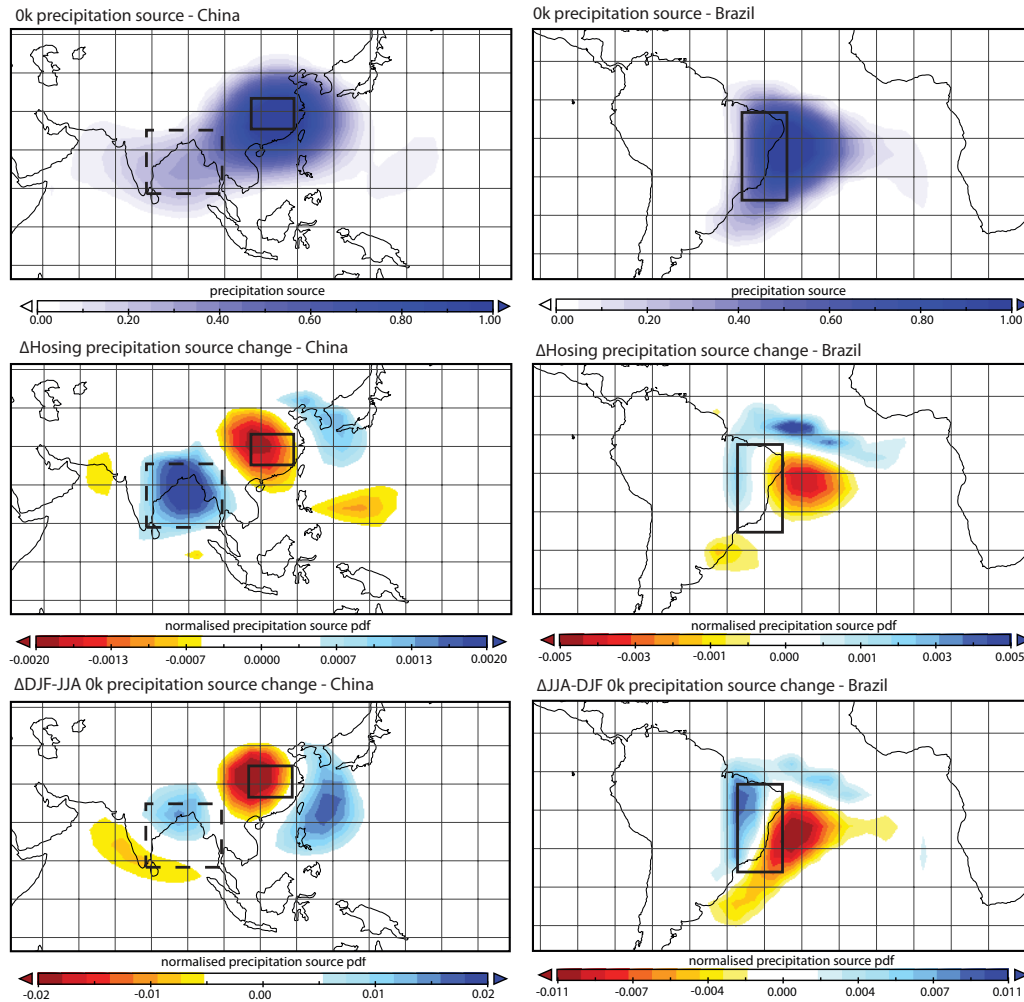 0k precipitation source - China
0k precipitation source - Brazil
precipitation source
0.00 0.20 0.40 0.60 0.80 1.00
precipitation source
0.00 0.20 0.40 0.60 0.80 1.00
ΔHosing precipitation source change - China
ΔHosing precipitation source change - Brazil
normalised precipitation source pdf
-0.0020 -0.0013 -0.0007 0.0000 0.0007 0.0013 0.0020
normalised precipitation source pdf
-0.005 -0.003 -0.001 0.000 0.001 0.003 0.005
ΔDJF-JJA 0k precipitation source change - China
ΔJJA-DJF 0k precipitation source change - Brazil
normalised precipitation source pdf
-0.02 -0.01 0.00 0.01 0.02
normalised precipitation source pdf
-0.011 -0.007 -0.004 0.000 0.004 0.007 0.011